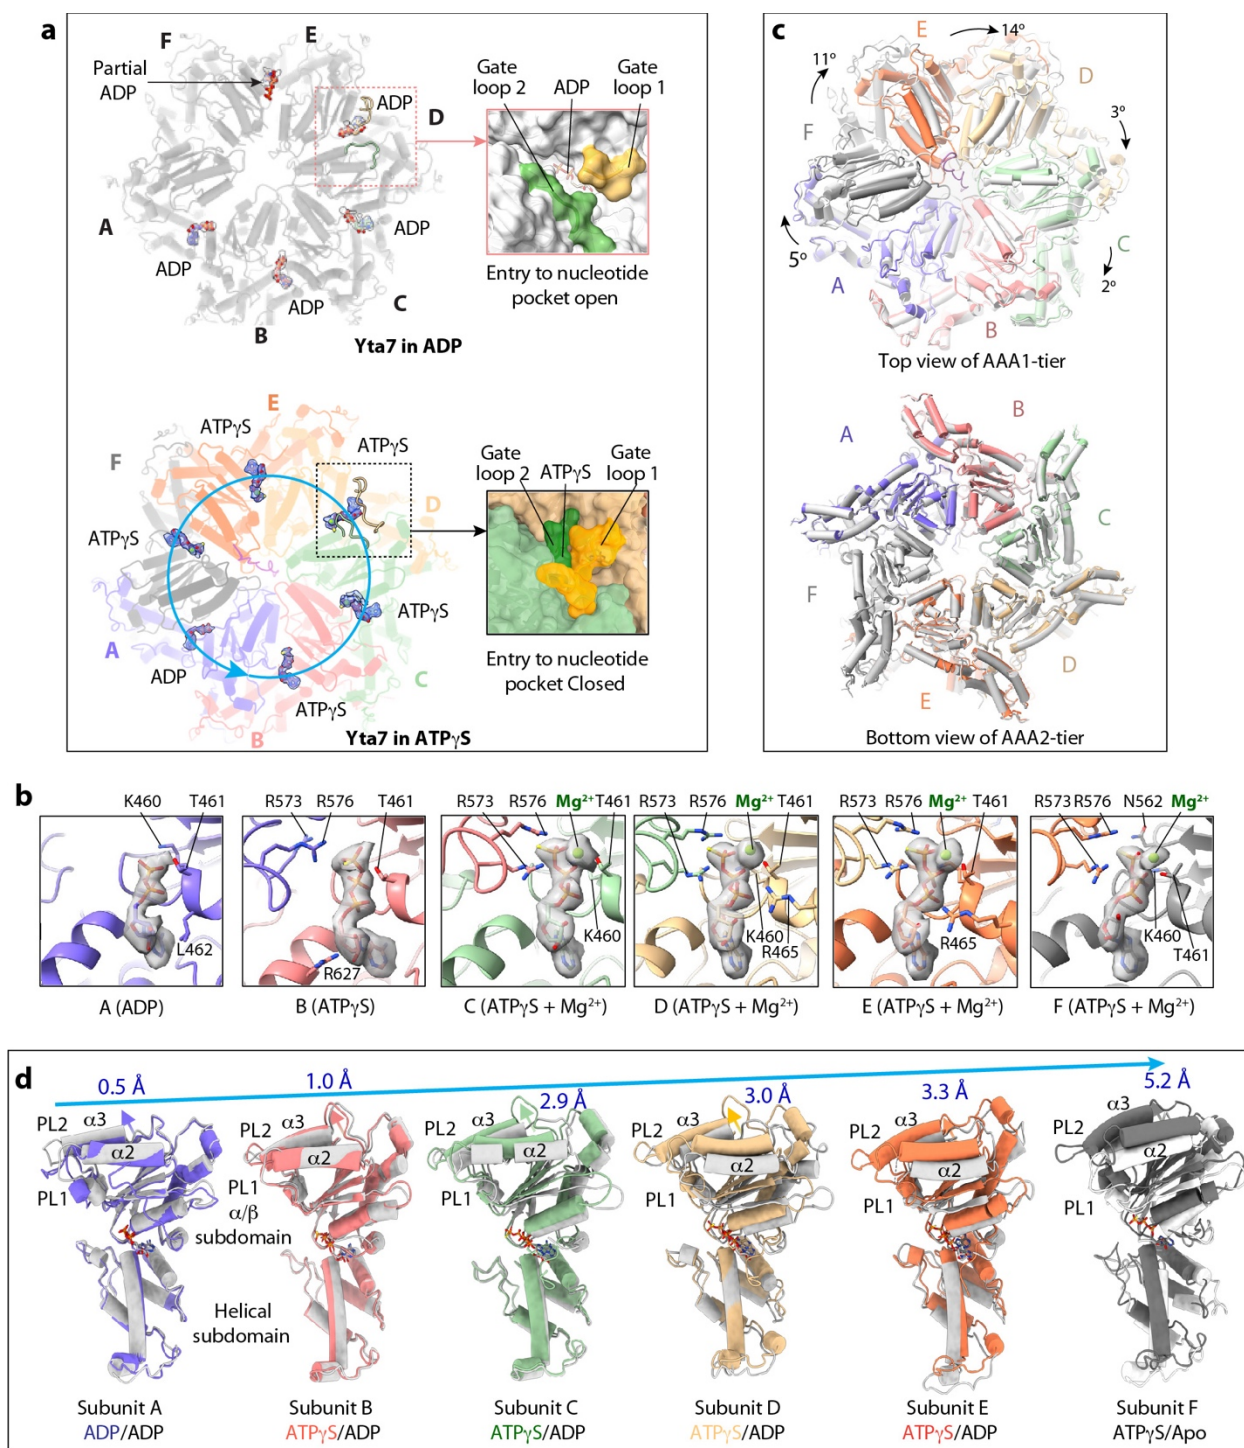 a
F
E
Partial
ADP
ADP
D
A
ADP
ADP
ADP
B
C
Yta7 in ADP
Gate
loop 2
ADP
Gate
loop 1
Entry to nucleotide
pocket open
E
ATPγS
ATPγS
F
D
ATPγS
ATPγS
A
ADP
ATPγS
C
B
Yta7 in ATPγS
Gate
loop 2
ATPγS
Gate
loop 1
Entry to nucleotide
pocket Closed
c
E
14°
11°
D
F
3°
5°
C
2°
A
B
Top view of AAA1-tier
B
A
C
F
D
E
Bottom view of AAA2-tier
b
K460 T461
L462
A (ADP)
R573 R576 T461
R627
B (ATPγS)
R573 R576 Mg²⁺ T461
K460
C (ATPγS + Mg²⁺)
R573 R576 Mg²⁺ T461
K460
R465
D (ATPγS + Mg²⁺)
R573 R576 Mg²⁺ T461
R465
E (ATPγS + Mg²⁺)
R573 R576 N562 Mg²⁺
K460
T461
F (ATPγS + Mg²⁺)
d
0.5 Å
1.0 Å
2.9 Å
3.0 Å
3.3 Å
5.2 Å
PL2
α3
α2
PL1
PL2
α3
α2
PL1
α/β
subdomain
Helical
subdomain
PL2
α3
α2
PL1
PL2
α3
α2
PL1
PL2
α3
α2
PL1
PL2
α3
α2
PL1
Subunit A
ADP/ADP
Subunit B
ATPγS/ADP
Subunit C
ATPγS/ADP
Subunit D
ATPγS/ADP
Subunit E
ATPγS/ADP
Subunit F
ATPγS/Apo